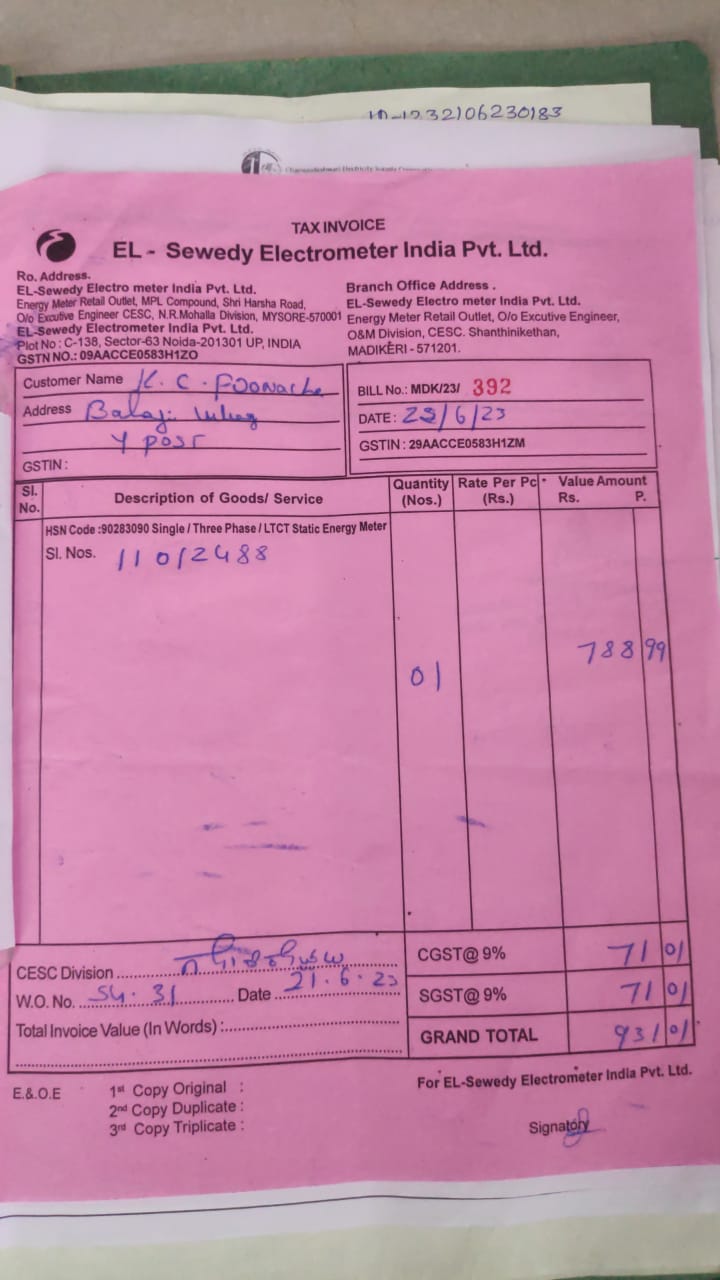 ID-1232106230183
TAX INVOICE
EL - Sewedy Electrometer India Pvt. Ltd.
Ro. Address.
EL-Sewedy Electro meter India Pvt. Ltd.
Energy Meter Retail Outlet, MPL Compound, Shri Harsha Road,
O/o Excutive Engineer CESC, N.R.Mohalla Division, MYSORE-570001
EL-Sewedy Electrometer India Pvt. Ltd.
Plot No : C-138, Sector-63 Noida-201301 UP, INDIA
GSTN NO.: 09AACCE0583H1ZO
Branch Office Address .
EL-Sewedy Electro meter India Pvt. Ltd.
Energy Meter Retail Outlet, O/o Excutive Engineer,
O&M Division, CESC. Shanthinikethan,
MADIKERI - 571201.
Customer Name K. C. Poonacha
Address Balaji
Y post
GSTIN :
BILL No.: MDK/23/ 392
DATE : 23/6/23
GSTIN : 29AACCE0583H1ZM
Sl. No. Description of Goods/ Service Quantity (Nos.) Rate Per Pc (Rs.) Value Amount Rs. P.
HSN Code :90283090 Single / Three Phase / LTCT Static Energy Meter
Sl. Nos. 11012488
01 788 99
CESC Division
W.O. No. 54.31 Date 21.6.23
Total Invoice Value (In Words) :
CGST@ 9% 71 01
SGST@ 9% 71 01
GRAND TOTAL 931 01
E.&.O.E
1st Copy Original :
2nd Copy Duplicate :
3rd Copy Triplicate :
For EL-Sewedy Electrometer India Pvt. Ltd.
Signatory